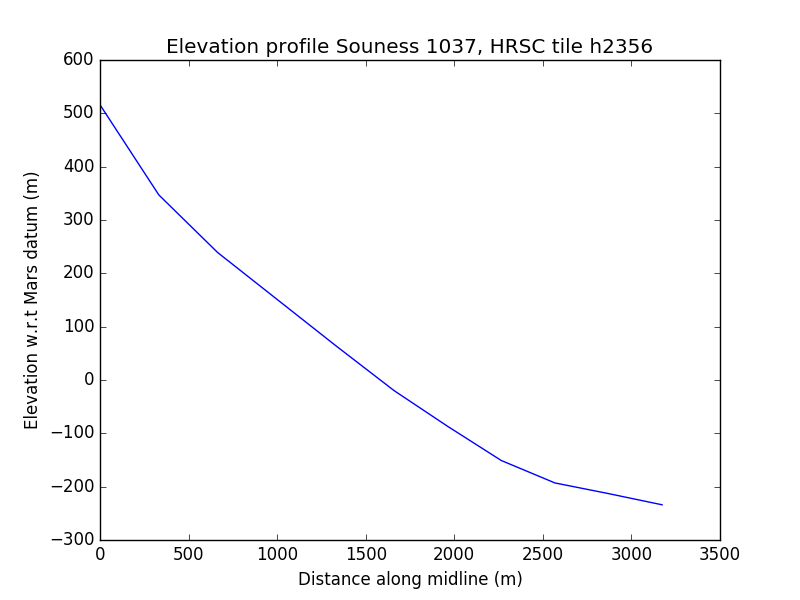 Elevation profile Souness 1037, HRSC tile h2356
600
500
400
300
200
100
0
−100
−200
−300
Elevation w.r.t Mars datum (m)
0 500 1000 1500 2000 2500 3000 3500
Distance along midline (m)